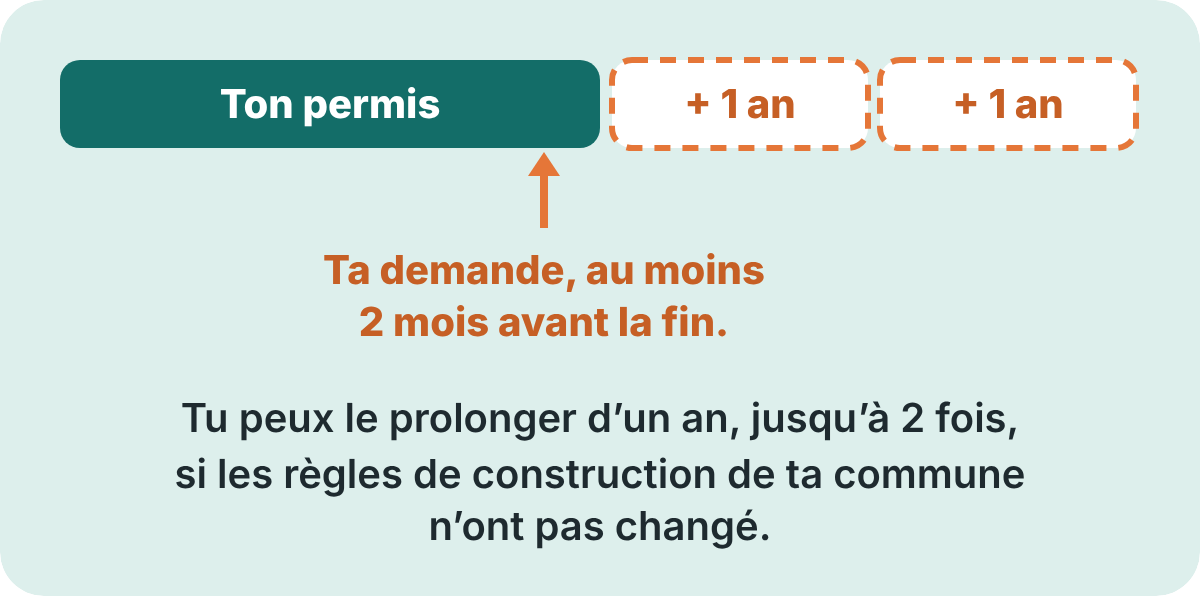 Ton permis
+ 1 an
+ 1 an
Ta demande, au moins
2 mois avant la fin.
Tu peux le prolonger d’un an, jusqu’à 2 fois,
si les règles de construction de ta commune
n’ont pas changé.